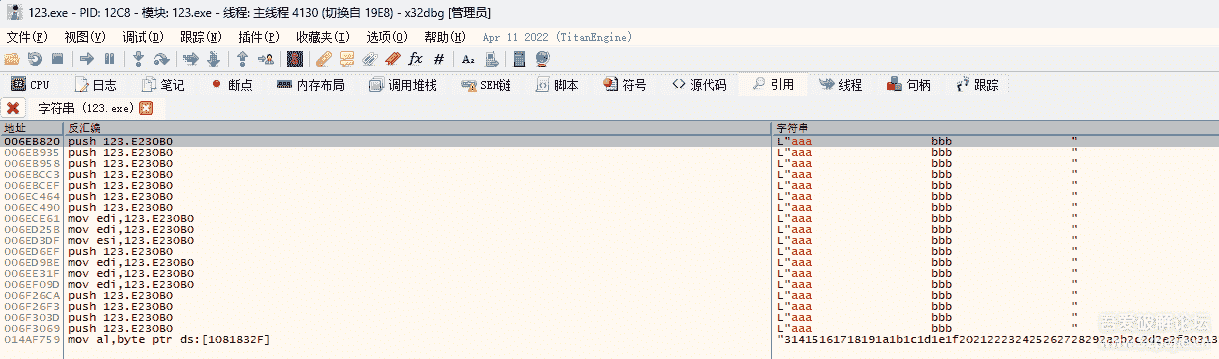 123.exe - PID: 12C8 - 模块: 123.exe - 线程: 主线程 4130 (切换自 19E8) - x32dbg [管理员]
文件(F) 视图(V) 调试(D) 跟踪(N) 插件(P) 收藏夹(I) 选项(O) 帮助(H) Apr 11 2022 (TitanEngine)
CPU 日志 笔记 断点 内存布局 调用堆栈 SEH链 脚本 符号 源代码 引用 线程 句柄 跟踪
字符串 (123.exe)
地址 反汇编 字符串
006EB820 push 123.E230B0 L"aaa bbb "
006EB935 push 123.E230B0 L"aaa bbb "
006EB958 push 123.E230B0 L"aaa bbb "
006EBCC3 push 123.E230B0 L"aaa bbb "
006EBCEF push 123.E230B0 L"aaa bbb "
006EC464 push 123.E230B0 L"aaa bbb "
006EC490 push 123.E230B0 L"aaa bbb "
006ECE61 mov edi,123.E230B0 L"aaa bbb "
006ED25B mov edi,123.E230B0 L"aaa bbb "
006ED3DF mov esi,123.E230B0 L"aaa bbb "
006ED6EF push 123.E230B0 L"aaa bbb "
006ED98E mov edi,123.E230B0 L"aaa bbb "
006EE31F mov edi,123.E230B0 L"aaa bbb "
006EF09D mov edi,123.E230B0 L"aaa bbb "
006F26CA push 123.E230B0 L"aaa bbb "
006F26F3 push 123.E230B0 L"aaa bbb "
006F303D push 123.E230B0 L"aaa bbb "
006F3069 push 123.E230B0 L"aaa bbb "
014AF759 mov al,byte ptr ds:[1081832F]
吾爱破解论坛